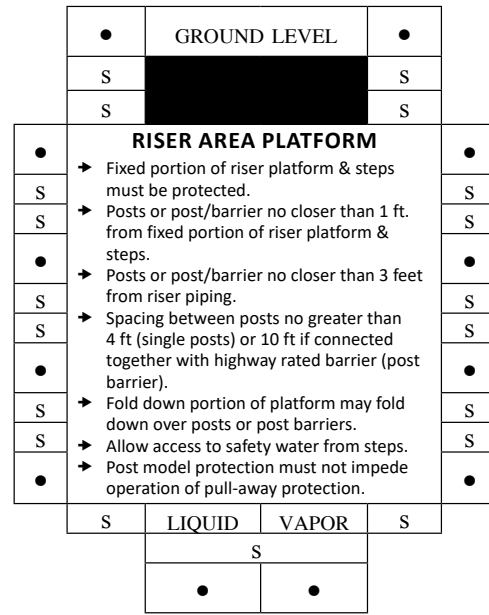 • GROUND LEVEL •
S S
S S
RISER AREA PLATFORM
• •
➔ Fixed portion of riser platform & steps
must be protected.
S S
➔ Posts or post/barrier no closer than 1 ft.
S S
from fixed portion of riser platform &
steps.
• •
➔ Posts or post/barrier no closer than 3 feet
from riser piping.
S S
➔ Spacing between posts no greater than
S S
4 ft (single posts) or 10 ft if connected
together with highway rated barrier (post
• •
barrier).
➔ Fold down portion of platform may fold
S S
down over posts or post barriers.
S S
➔ Allow access to safety water from steps.
➔ Post model protection must not impede
• •
operation of pull-away protection.
S LIQUID VAPOR S
S
• •